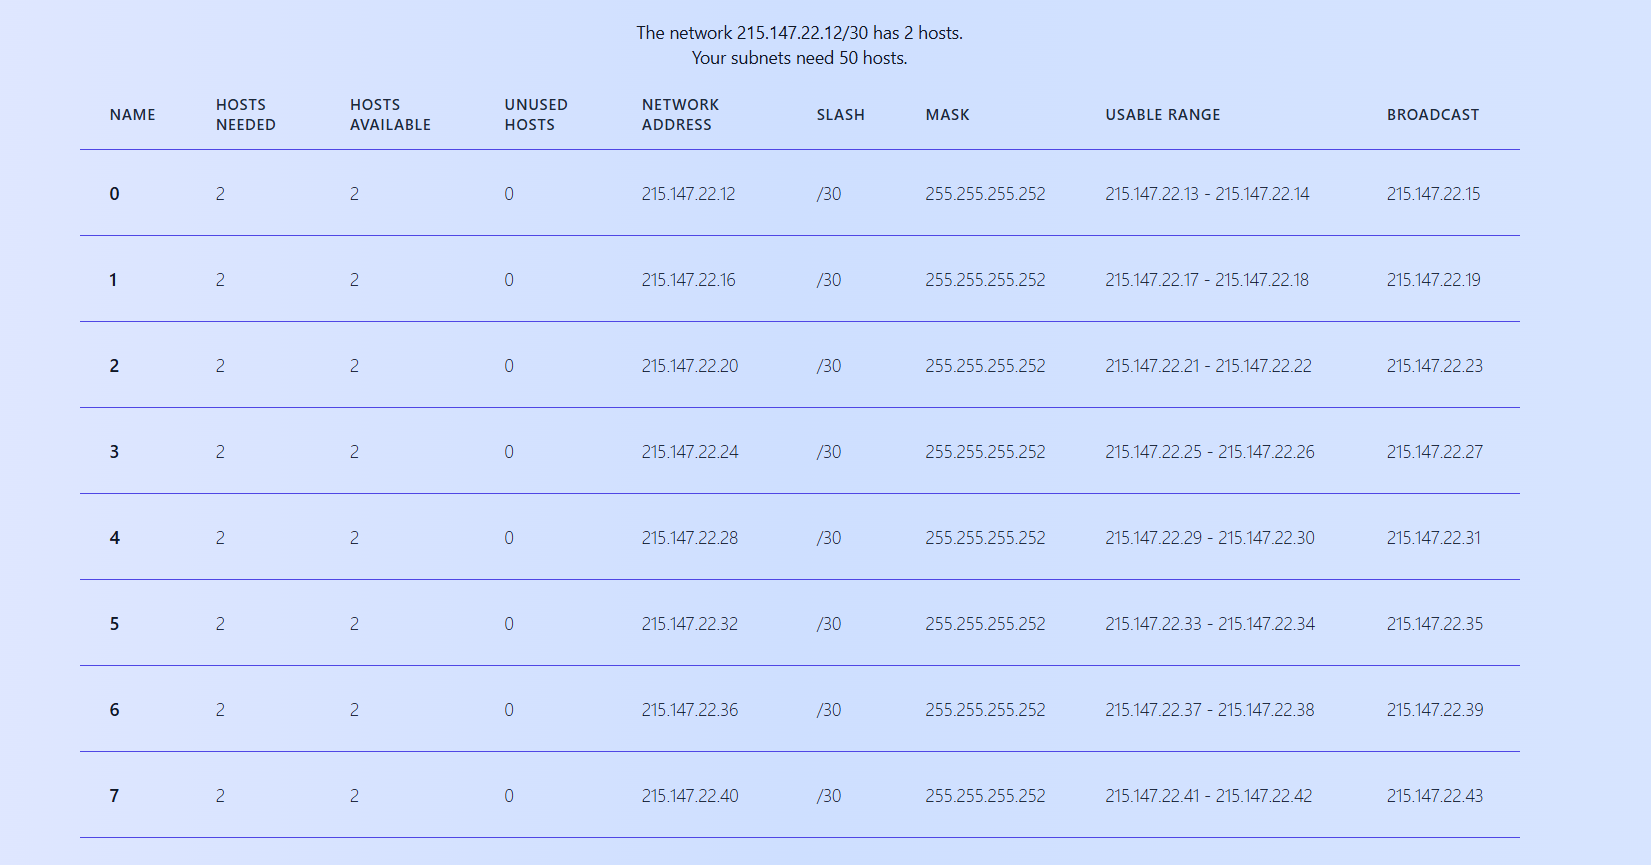 The network 215.147.22.12/30 has 2 hosts.
Your subnets need 50 hosts.
NAME HOSTS NEEDED HOSTS AVAILABLE UNUSED HOSTS NETWORK ADDRESS SLASH MASK USABLE RANGE BROADCAST
0 2 2 0 215.147.22.12 /30 255.255.255.252 215.147.22.13 - 215.147.22.14 215.147.22.15
1 2 2 0 215.147.22.16 /30 255.255.255.252 215.147.22.17 - 215.147.22.18 215.147.22.19
2 2 2 0 215.147.22.20 /30 255.255.255.252 215.147.22.21 - 215.147.22.22 215.147.22.23
3 2 2 0 215.147.22.24 /30 255.255.255.252 215.147.22.25 - 215.147.22.26 215.147.22.27
4 2 2 0 215.147.22.28 /30 255.255.255.252 215.147.22.29 - 215.147.22.30 215.147.22.31
5 2 2 0 215.147.22.32 /30 255.255.255.252 215.147.22.33 - 215.147.22.34 215.147.22.35
6 2 2 0 215.147.22.36 /30 255.255.255.252 215.147.22.37 - 215.147.22.38 215.147.22.39
7 2 2 0 215.147.22.40 /30 255.255.255.252 215.147.22.41 - 215.147.22.42 215.147.22.43